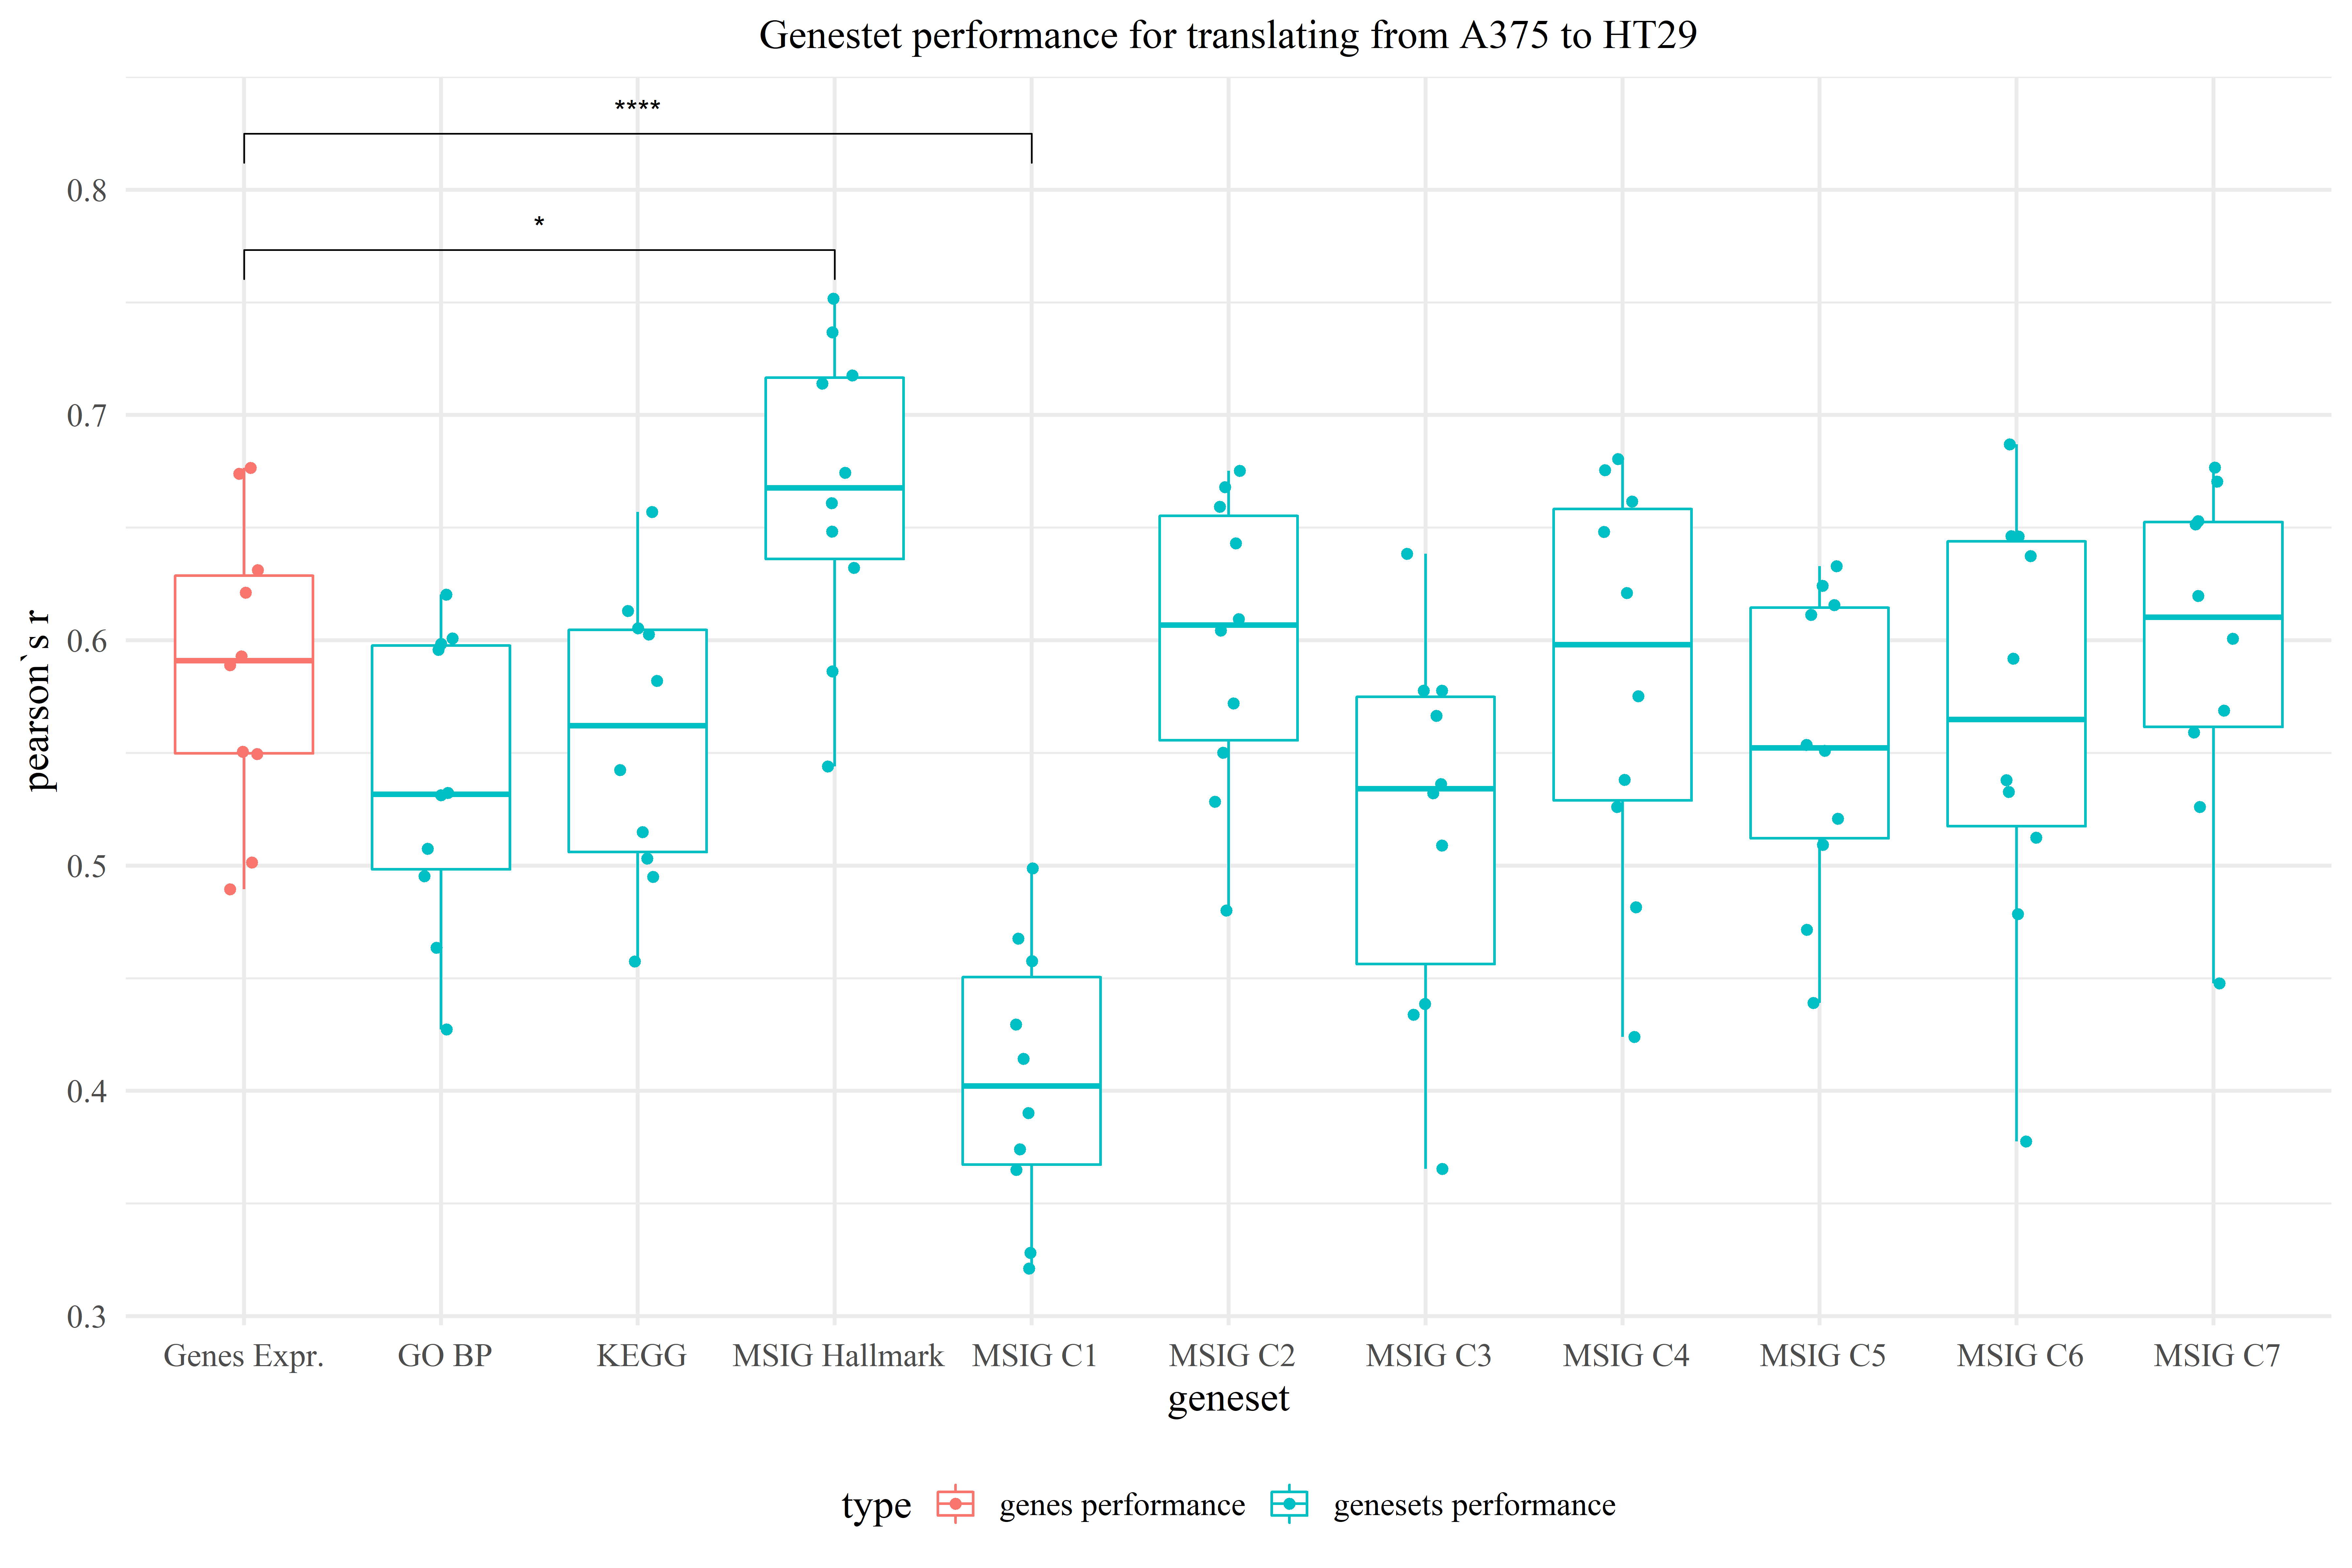 Genestet performance for translating from A375 to HT29
****
*
0.8
0.7
0.6
0.5
0.4
0.3
pearson`s r
Genes Expr. GO BP KEGG MSIG Hallmark MSIG C1 MSIG C2 MSIG C3 MSIG C4 MSIG C5 MSIG C6 MSIG C7
geneset
type genes performance genesets performance